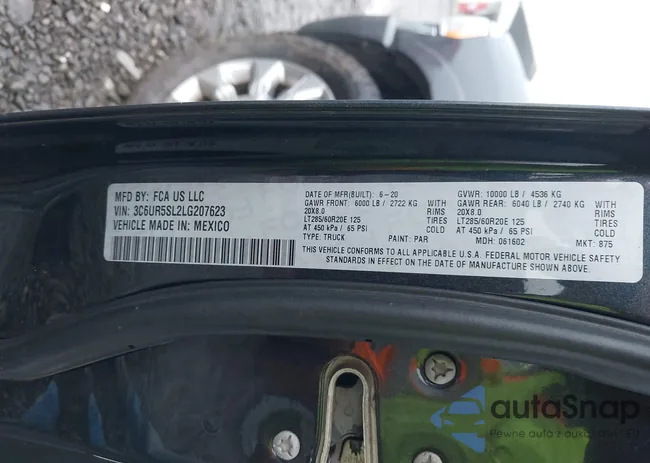 MFD BY: FCA US LLC
VIN: 3C6UR5SL2LG207623
VEHICLE MADE IN: MEXICO
DATE OF MFR(BUILT): 6-20
GAWR FRONT: 6000 LB / 2722 KG
20X8.0 RIMS
LT285/60R20E 125 TIRES
AT 450 kPa / 65 PSI COLD
TYPE: TRUCK PAINT: PAR
GVWR: 10000 LB / 4536 KG
GAWR REAR: 6040 LB / 2740 KG
20X8.0 RIMS
LT285/60R20E 125 TIRES
AT 450 kPa / 65 PSI COLD
MDH: 061602 MKT: 875
THIS VEHICLE CONFORMS TO ALL APPLICABLE U.S.A. FEDERAL MOTOR VEHICLE SAFETY
STANDARDS IN EFFECT ON THE DATE OF MANUFACTURE SHOWN ABOVE.
autaSnap
Pewne auta z aukcji